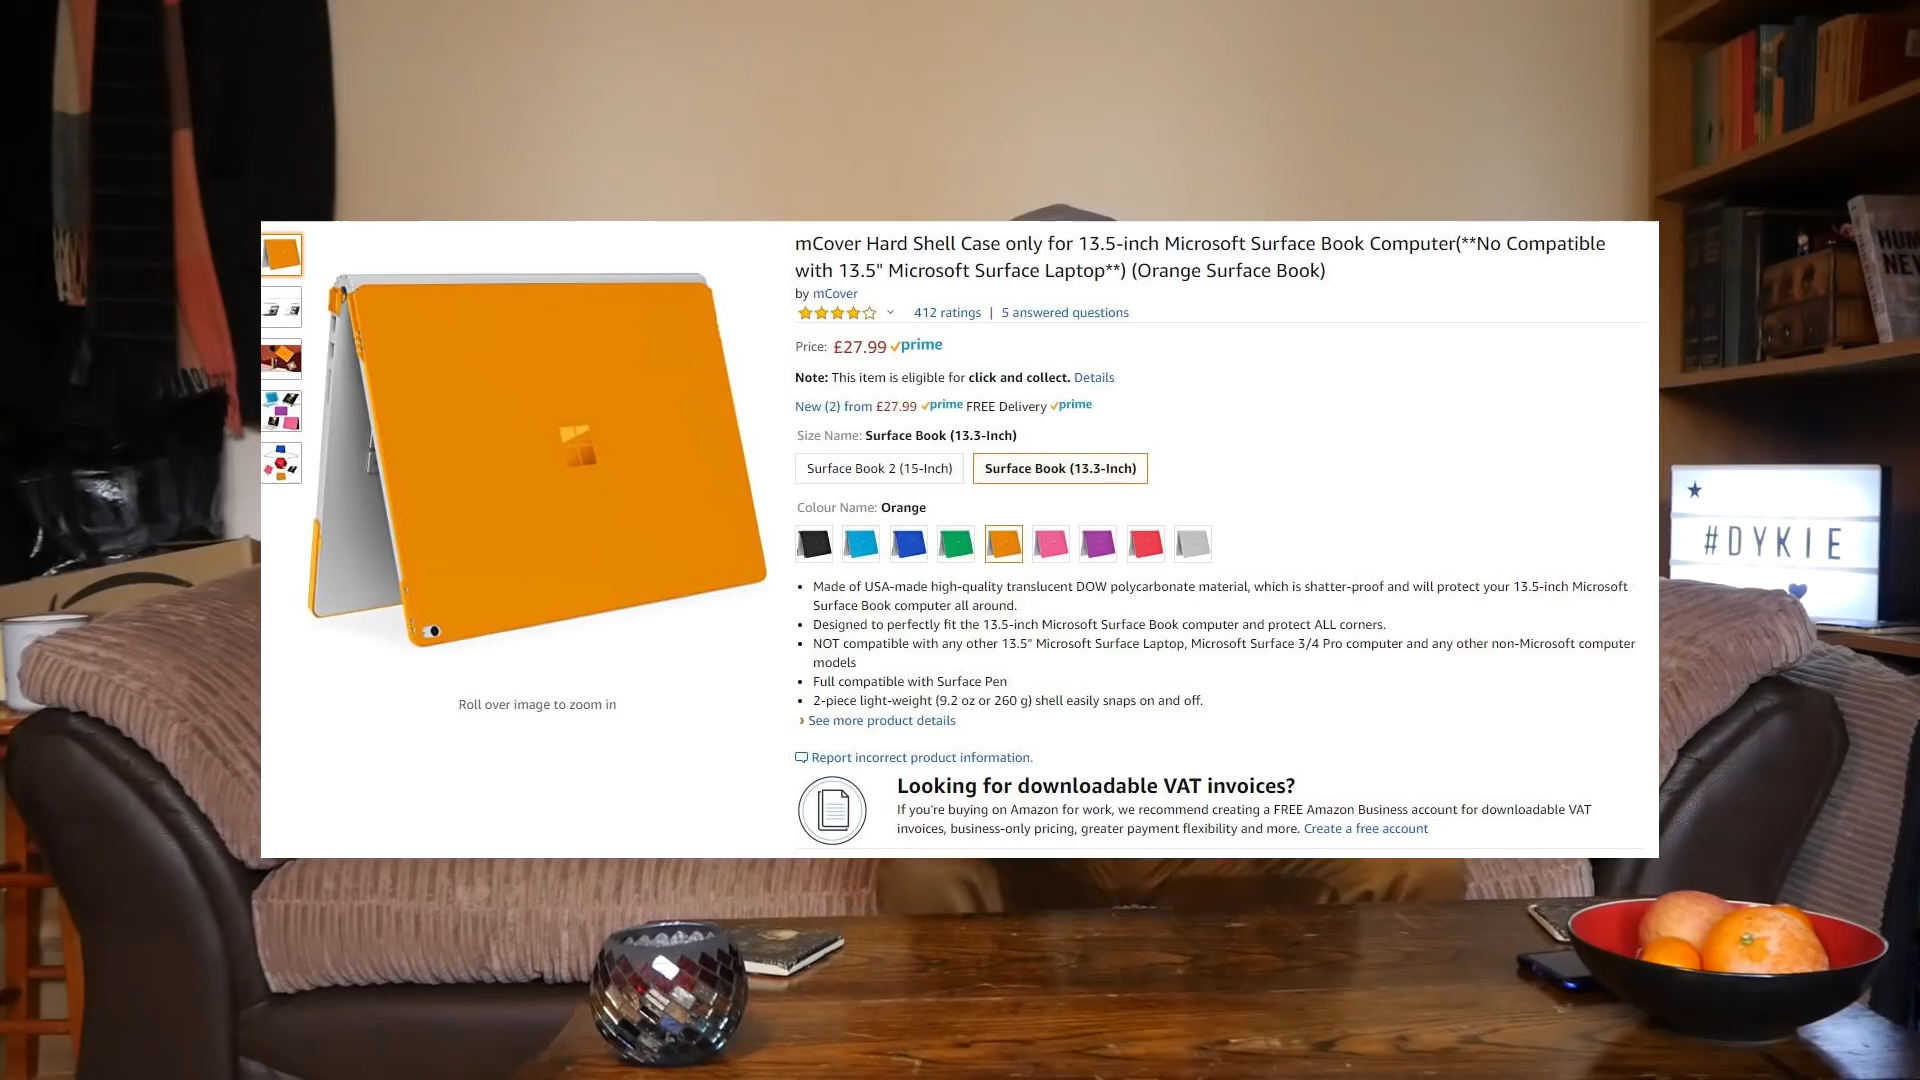 mCover Hard Shell Case only for 13.5-inch Microsoft Surface Book Computer(**No Compatible
with 13.5" Microsoft Surface Laptop**) (Orange Surface Book)
by mCover
412 ratings | 5 answered questions
Price: £27.99 prime
Note: This item is eligible for click and collect. Details
New (2) from £27.99 prime FREE Delivery prime
Size Name: Surface Book (13.3-Inch)
Surface Book 2 (15-Inch) Surface Book (13.3-Inch)
Colour Name: Orange
Made of USA-made high-quality translucent DOW polycarbonate material, which is shatter-proof and will protect your 13.5-inch Microsoft
Surface Book computer all around.
Designed to perfectly fit the 13.5-inch Microsoft Surface Book computer and protect ALL corners.
NOT compatible with any other 13.5" Microsoft Surface Laptop, Microsoft Surface 3/4 Pro computer and any other non-Microsoft computer
models
Full compatible with Surface Pen
2-piece light-weight (9.2 oz or 260 g) shell easily snaps on and off.
› See more product details
Roll over image to zoom in
Report incorrect product information.
Looking for downloadable VAT invoices?
If you're buying on Amazon for work, we recommend creating a FREE Amazon Business account for downloadable VAT
invoices, business-only pricing, greater payment flexibility and more. Create a free account
#DYKIE